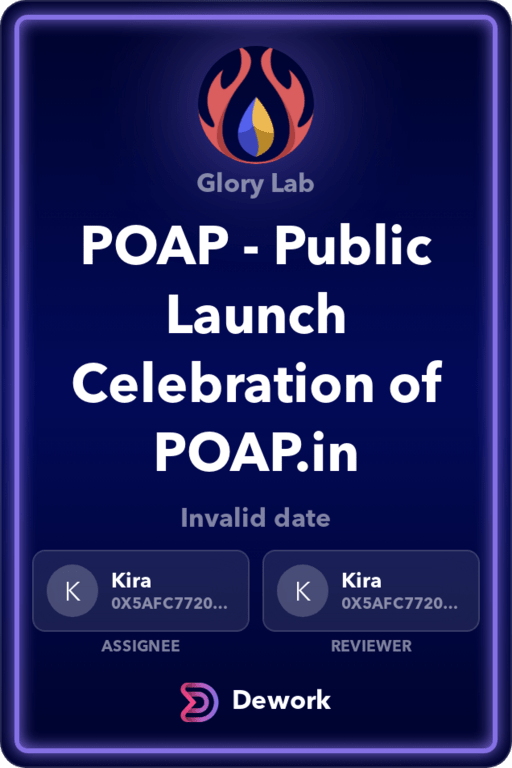 Glory Lab
POAP - Public
Launch
Celebration of
POAP.in
Invalid date
K
Kira
0X5AFC7720...
K
Kira
0X5AFC7720...
ASSIGNEE
REVIEWER
Dework